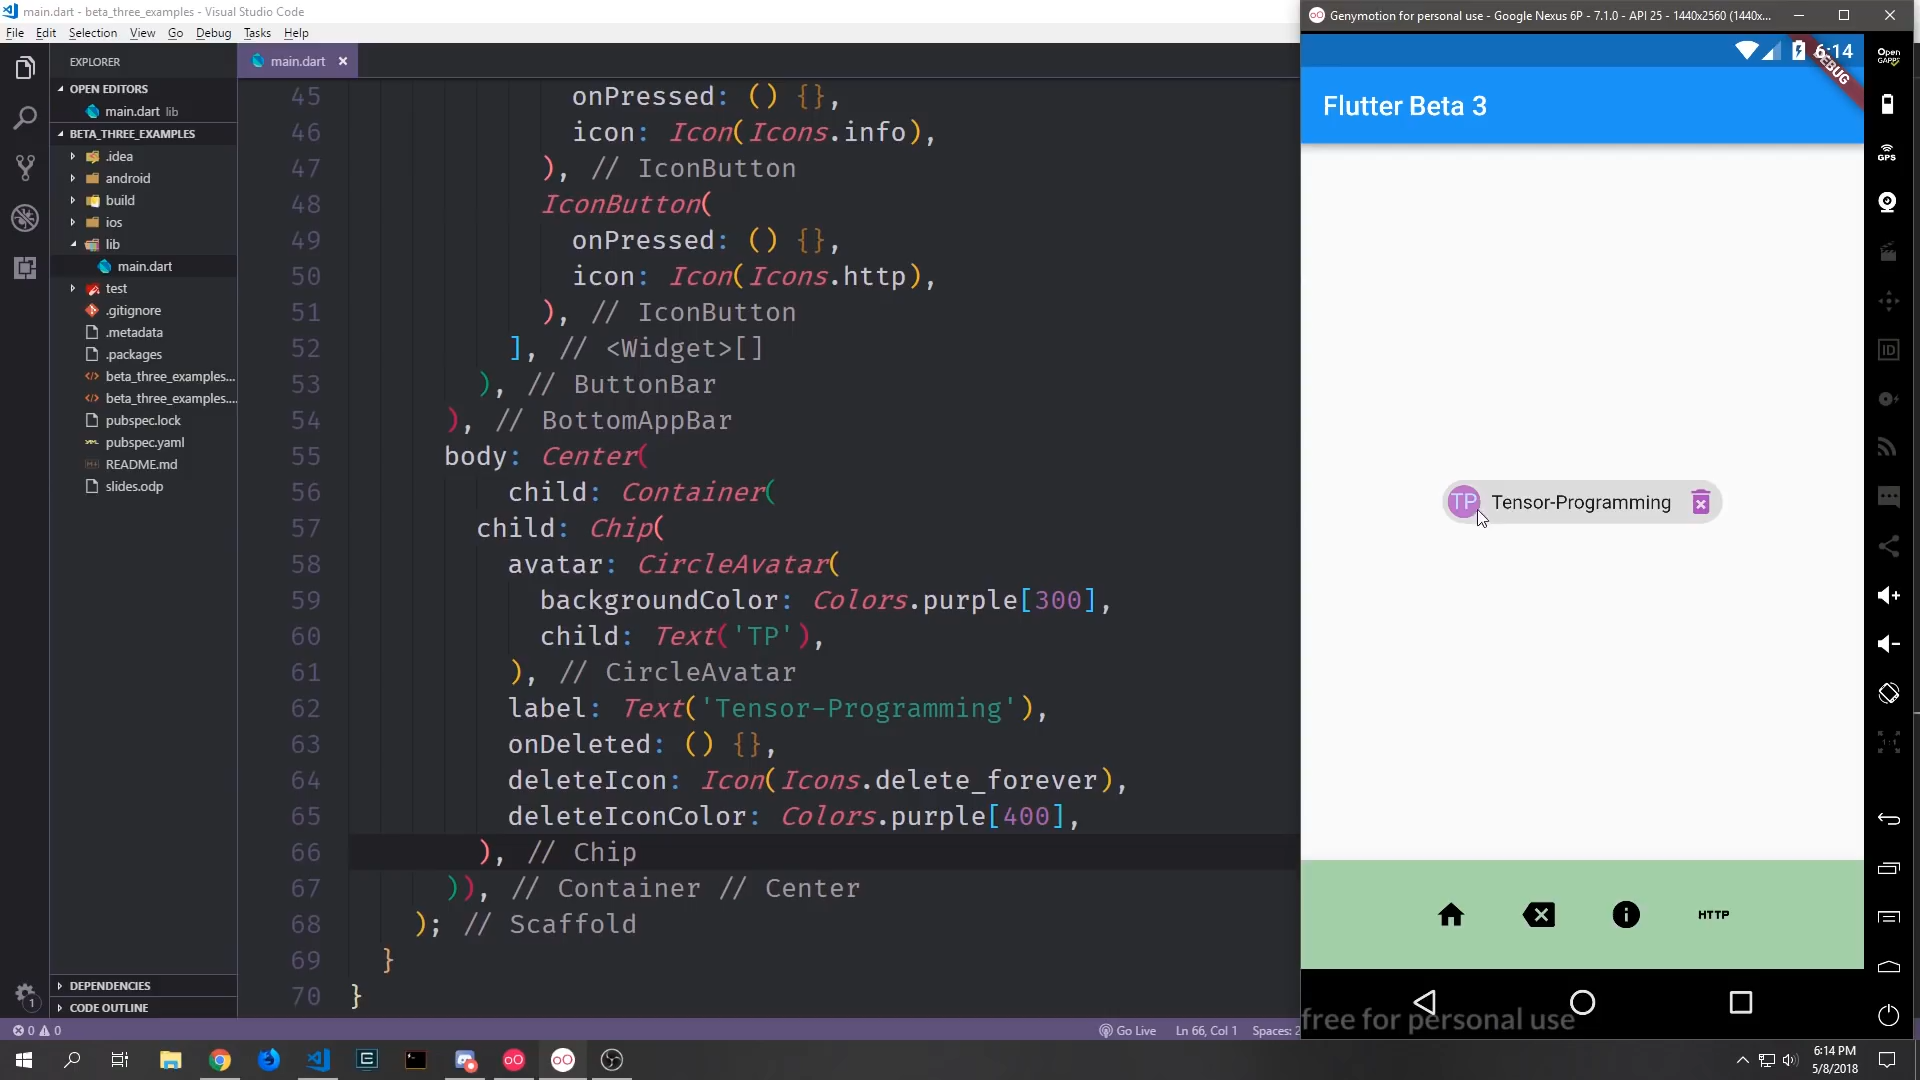 main.dart - beta_three_examples - Visual Studio Code
File Edit Selection View Go Debug Tasks Help
EXPLORER
OPEN EDITORS
main.dart lib
BETA_THREE_EXAMPLES
.idea
android
build
ios
lib
main.dart
test
.gitignore
.metadata
.packages
beta_three_examples...
beta_three_examples....
pubspec.lock
pubspec.yaml
README.md
slides.odp
DEPENDENCIES
CODE OUTLINE
main.dart
45 onPressed: () {},
46 icon: Icon(Icons.info),
47 ), // IconButton
48 IconButton(
49 onPressed: () {},
50 icon: Icon(Icons.http),
51 ), // IconButton
52 ], // <Widget>[]
53 ), // ButtonBar
54 ), // BottomAppBar
55 body: Center(
56 child: Container(
57 child: Chip(
58 avatar: CircleAvatar(
59 backgroundColor: Colors.purple[300],
60 child: Text('TP'),
61 ), // CircleAvatar
62 label: Text('Tensor-Programming'),
63 onDeleted: () {},
64 deleteIcon: Icon(Icons.delete_forever),
65 deleteIconColor: Colors.purple[400],
66 ), // Chip
67 )), // Container // Center
68 ); // Scaffold
69 }
70 }
1
0 0
Go Live Ln 66, Col 1 Spaces: 2
Genymotion for personal use - Google Nexus 6P - 7.1.0 - API 25 - 1440x2560 (1440x...
6:14
DEBUG
Flutter Beta 3
TP Tensor-Programming
HTTP
free for personal use
Open
GAPPS
GPS
ID
1:1
6:14 PM
5/8/2018